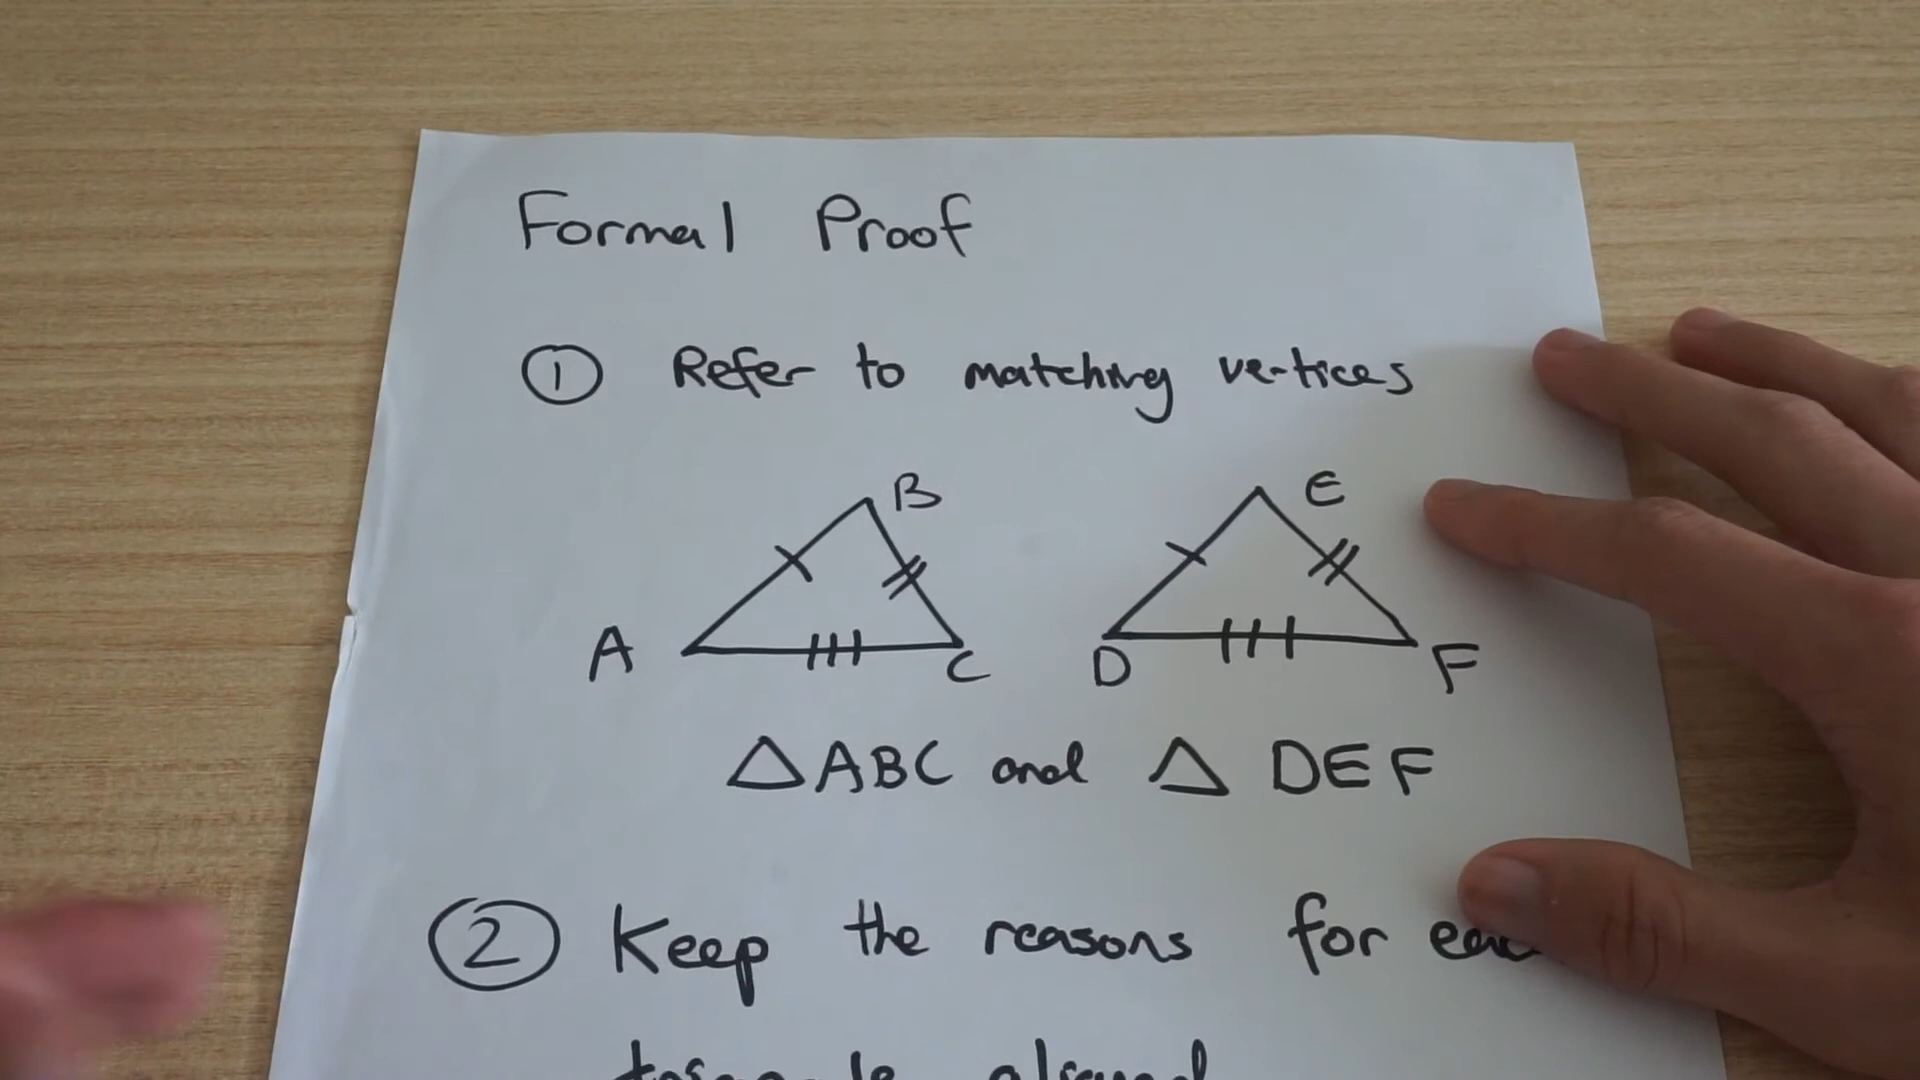 Formal Proof
① Refer to matching vertices
B
E
A
C
D
F
△ABC and △ DEF
② Keep the reasons for